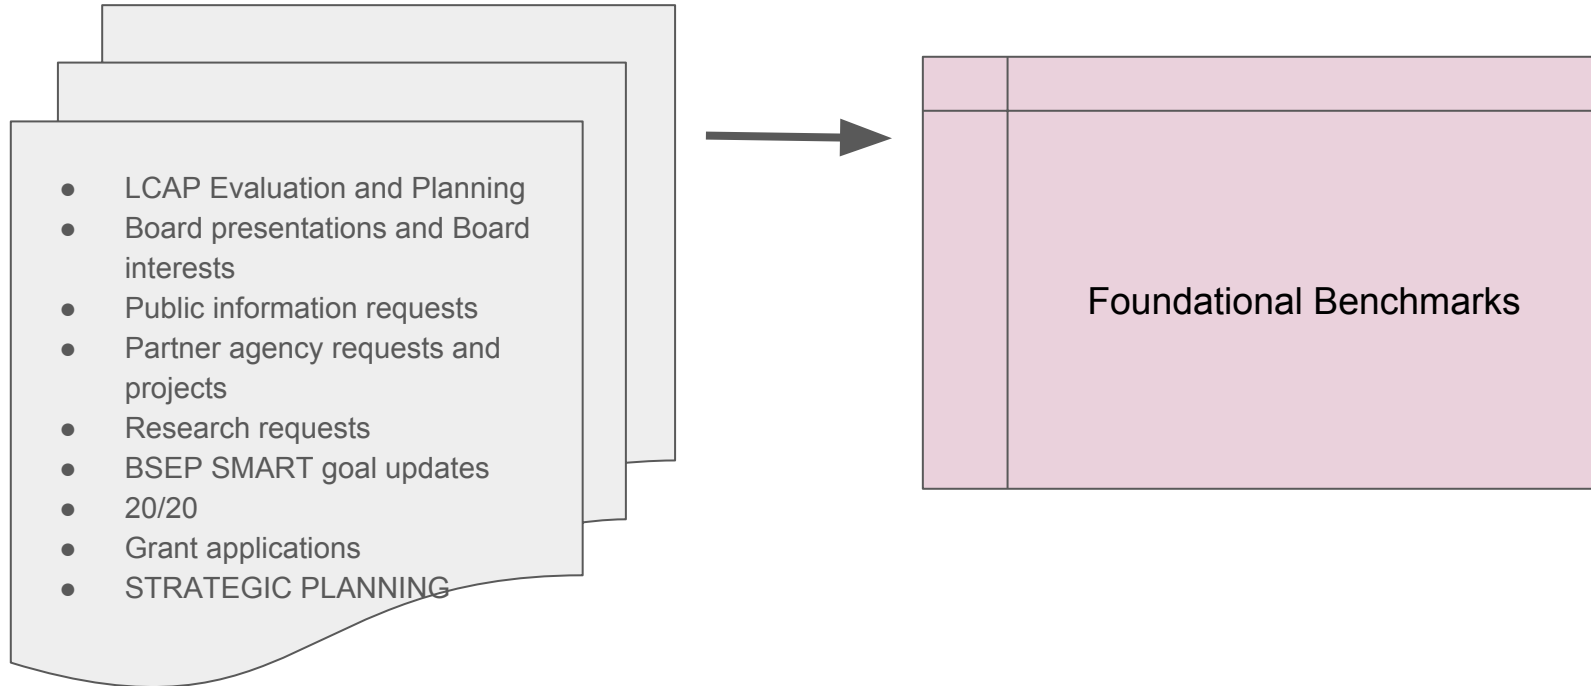 ● LCAP Evaluation and Planning
● Board presentations and Board
interests
● Public information requests
● Partner agency requests and
projects
● Research requests
● BSEP SMART goal updates
● 20/20
● Grant applications
● STRATEGIC PLANNING
Foundational Benchmarks